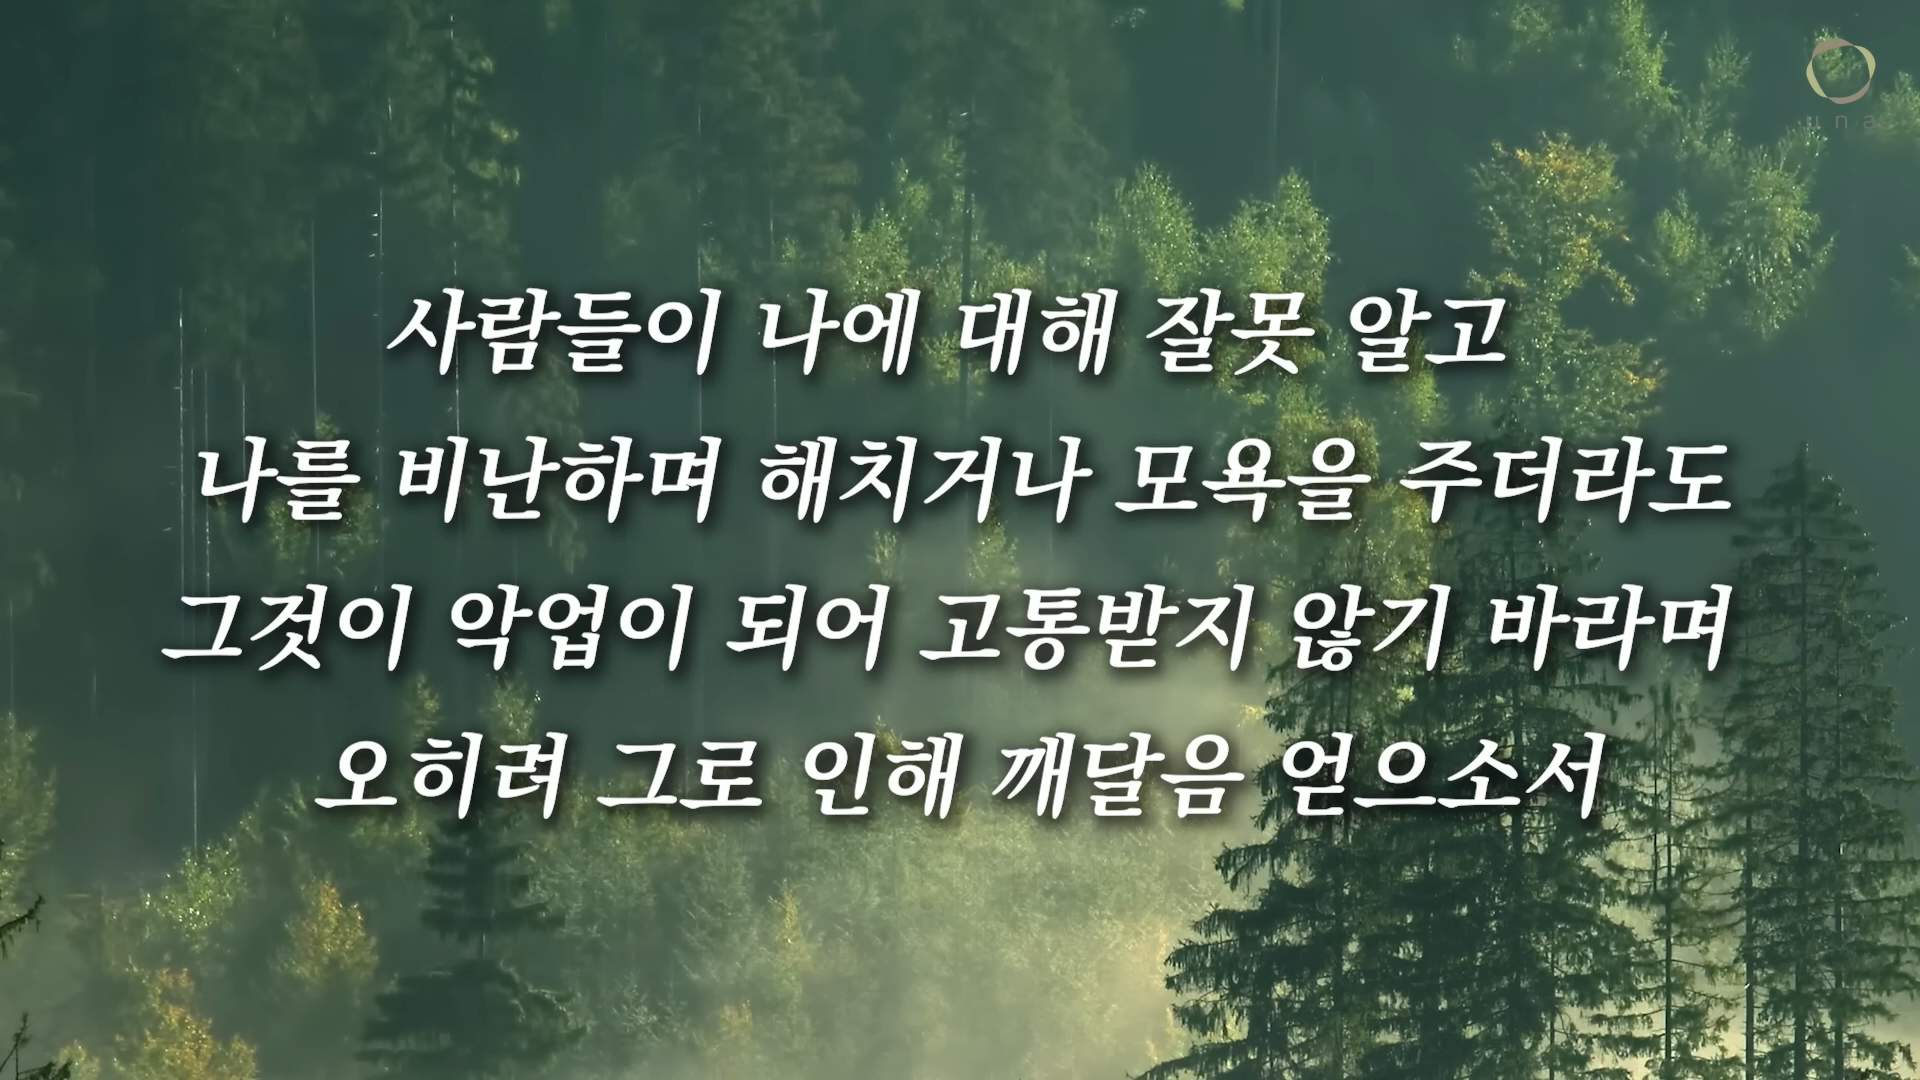 una
사람들이 나에 대해 잘못 알고
나를 비난하며 해치거나 모욕을 주더라도
그것이 악업이 되어 고통받지 않기 바라며
오히려 그로 인해 깨달음 얻으소서